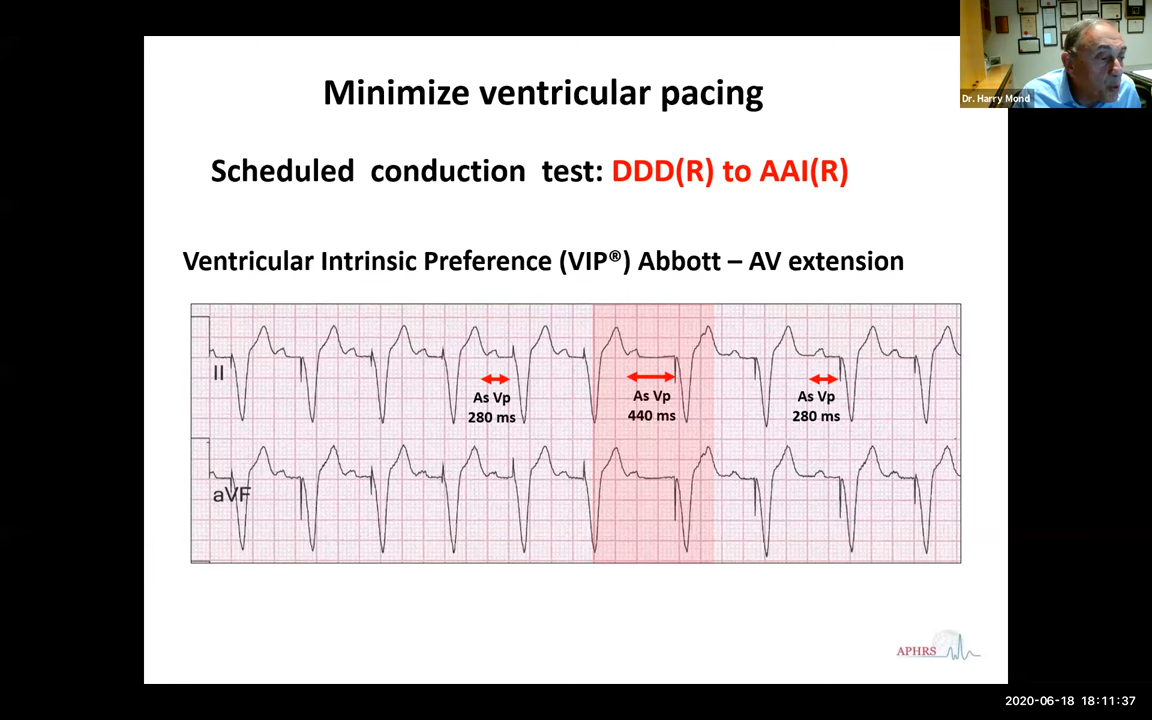 Dr. Harry Mond
Minimize ventricular pacing
Scheduled conduction test: DDD(R) to AAI(R)
Ventricular Intrinsic Preference (VIP®) Abbott – AV extension
II
As Vp
280 ms
As Vp
440 ms
As Vp
280 ms
aVF
APHRS
2020-06-18 18:11:37